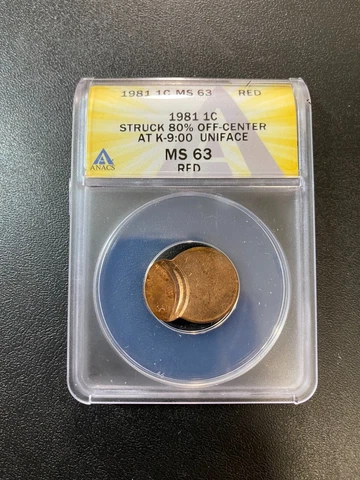 1981 1C MS 63 RED
1981 1C
STRUCK 80% OFF-CENTER
AT K-9:00 UNIFACE
MS 63
RED
ANACS